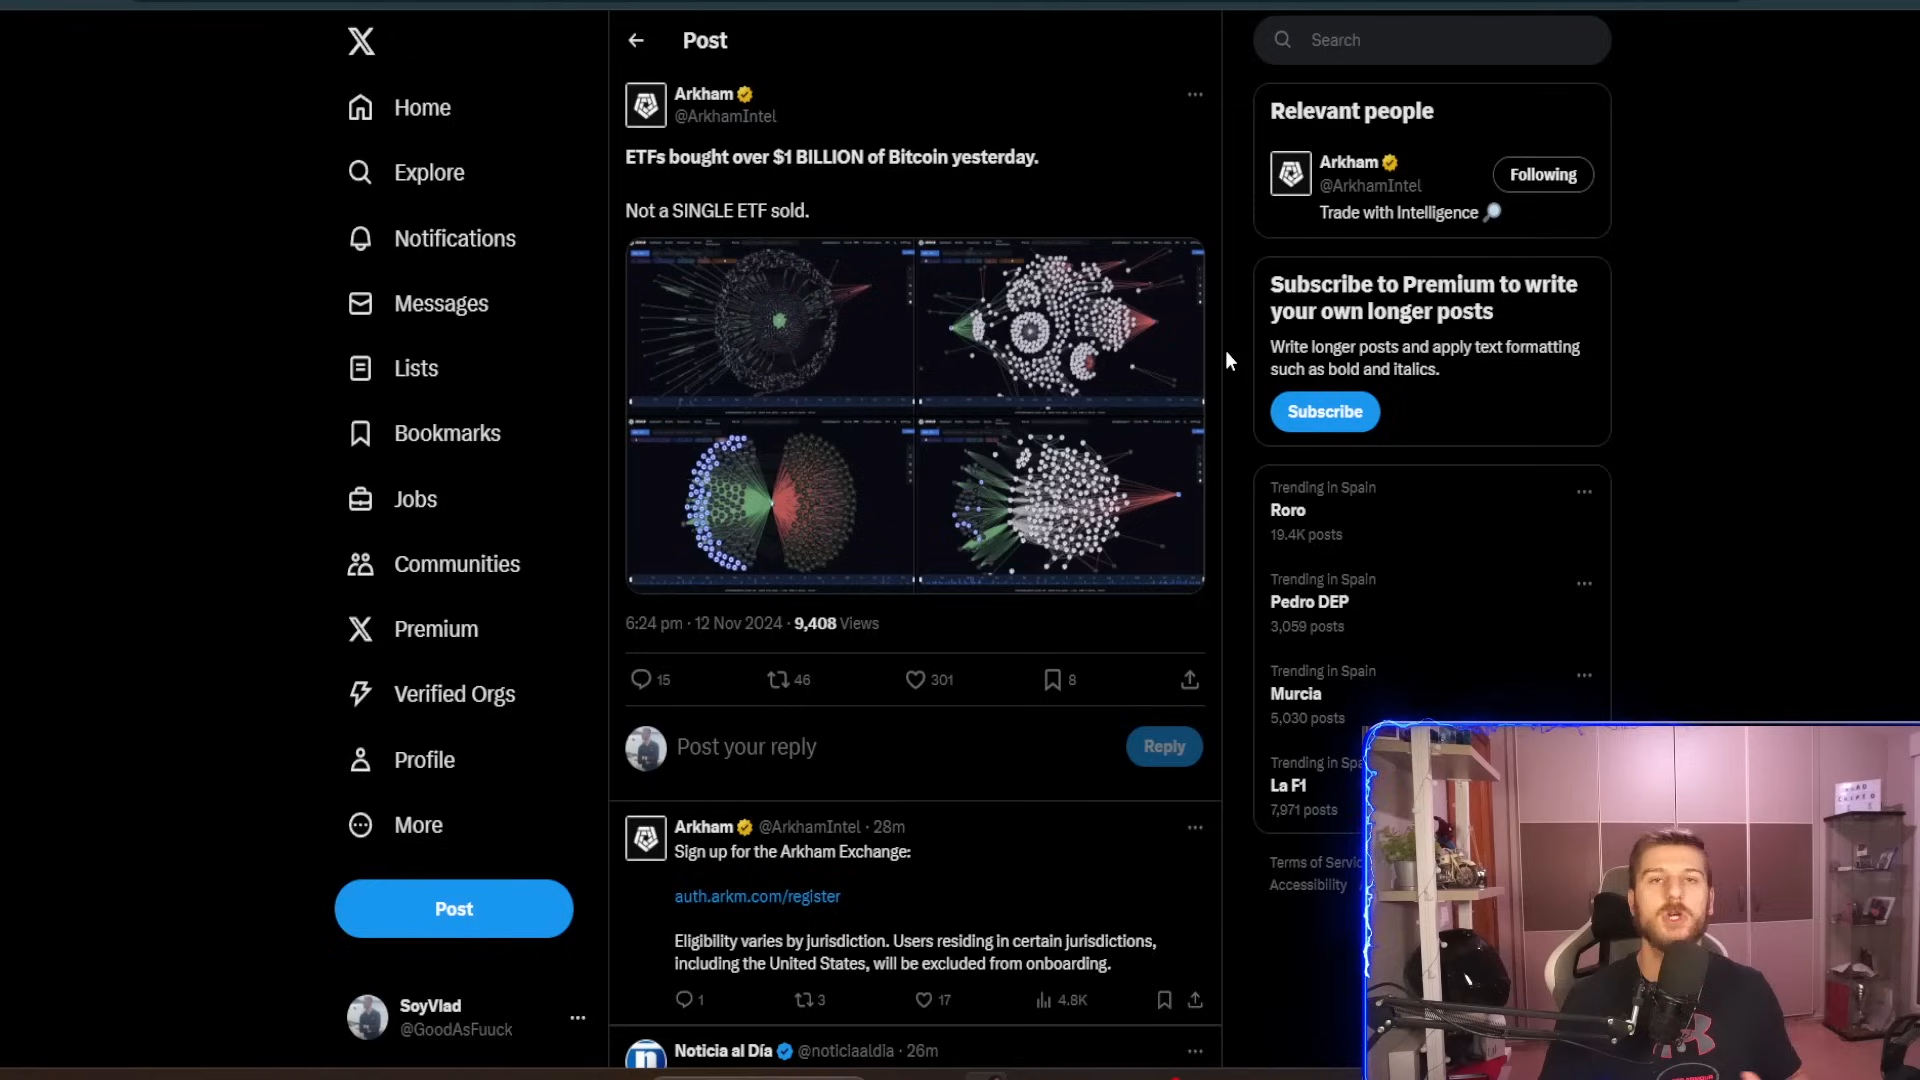 Home
Explore
Notifications
Messages
Lists
Bookmarks
Jobs
Communities
Premium
Verified Orgs
Profile
More
Post
SoyVlad
@GoodAsFuuck
Post
Arkham
@ArkhamIntel
ETFs bought over $1 BILLION of Bitcoin yesterday.
Not a SINGLE ETF sold.
6:24 pm · 12 Nov 2024 · 9,408 Views
15 46 301 8
Post your reply
Reply
Arkham @ArkhamIntel · 28m
Sign up for the Arkham Exchange:
auth.arkm.com/register
Eligibility varies by jurisdiction. Users residing in certain jurisdictions,
including the United States, will be excluded from onboarding.
1 3 17 4.8K
Noticia al Día @noticiaaldia · 26m
Search
Relevant people
Arkham
@ArkhamIntel
Following
Trade with Intelligence
Subscribe to Premium to write
your own longer posts
Write longer posts and apply text formatting
such as bold and italics.
Subscribe
Trending in Spain
Roro
19.4K posts
Trending in Spain
Pedro DEP
3,059 posts
Trending in Spain
Murcia
5,030 posts
Trending in Spa
La F1
7,971 posts
Terms of Servic
Accessibility